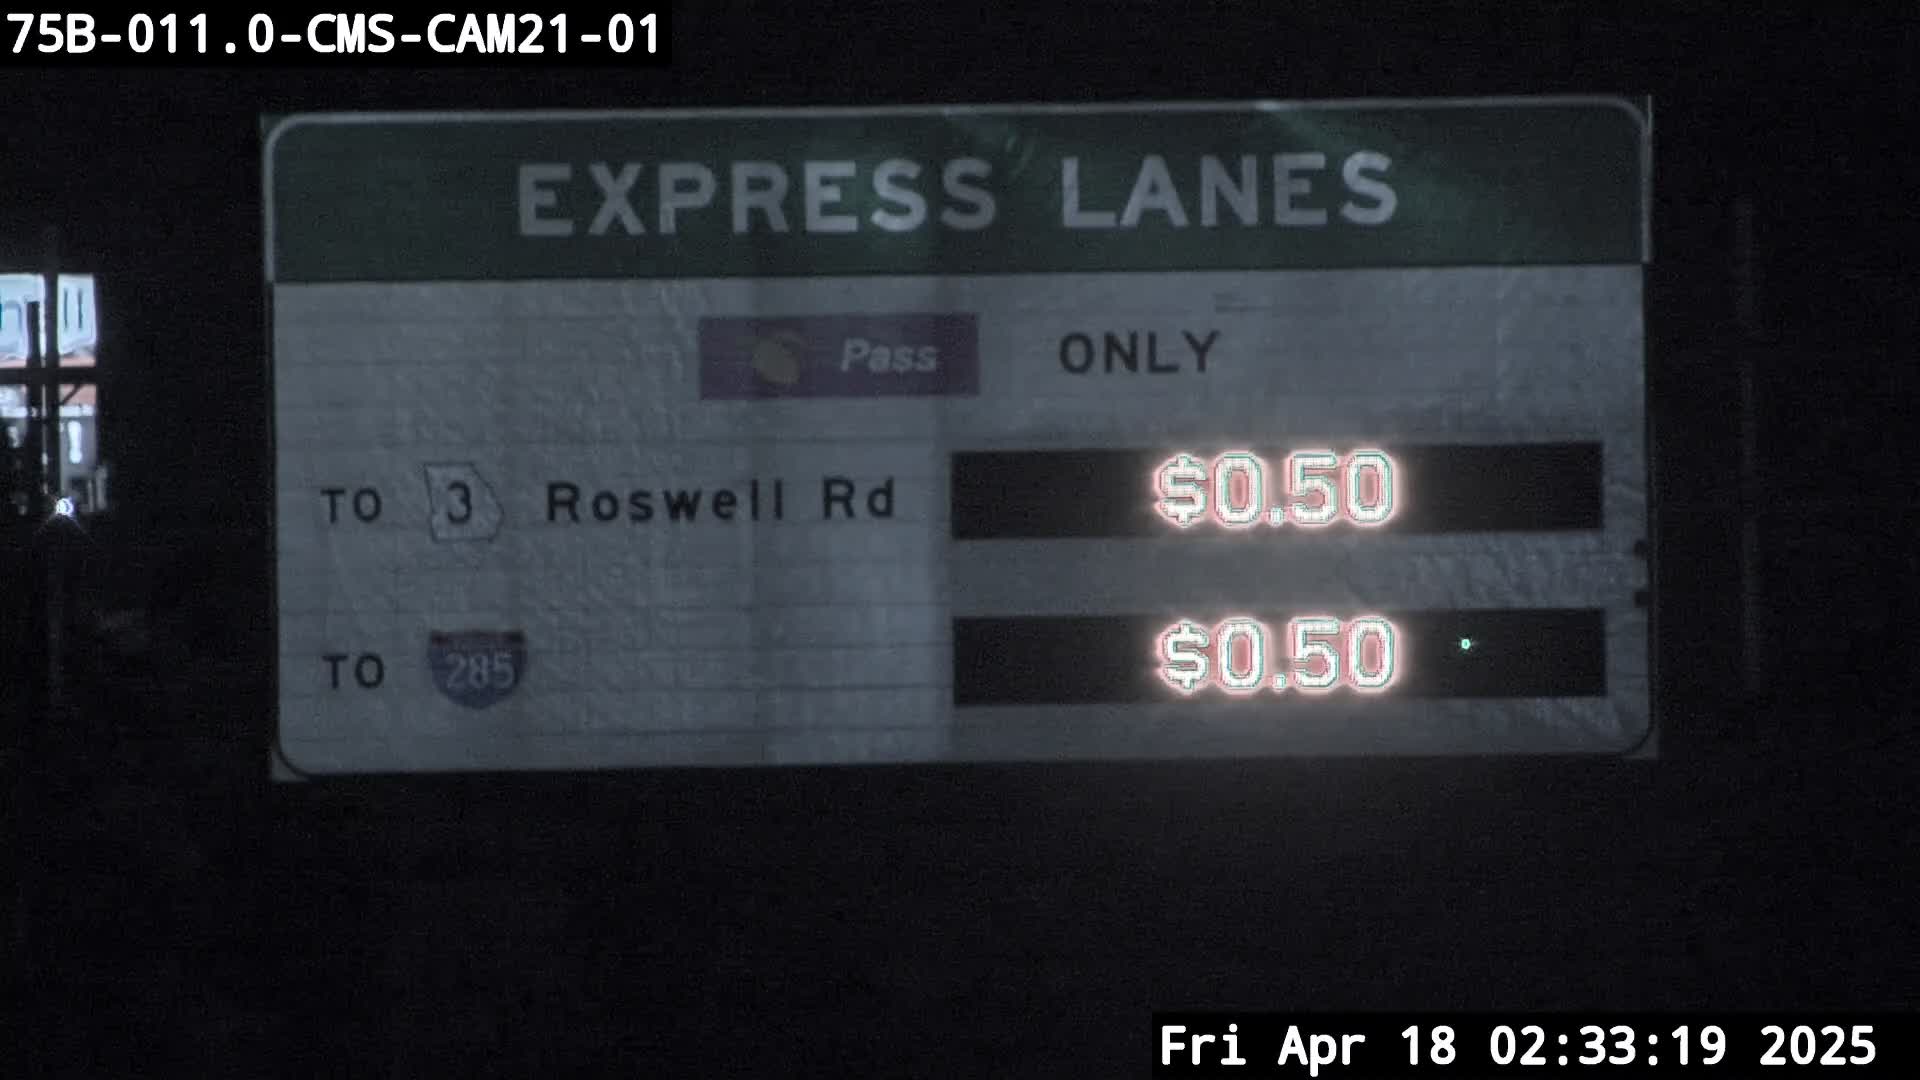 75B-011.0-CMS-CAM21-01
EXPRESS LANES
Pass ONLY
TO 3 Roswell Rd $0.50
TO 285 $0.50
Fri Apr 18 02:33:19 2025